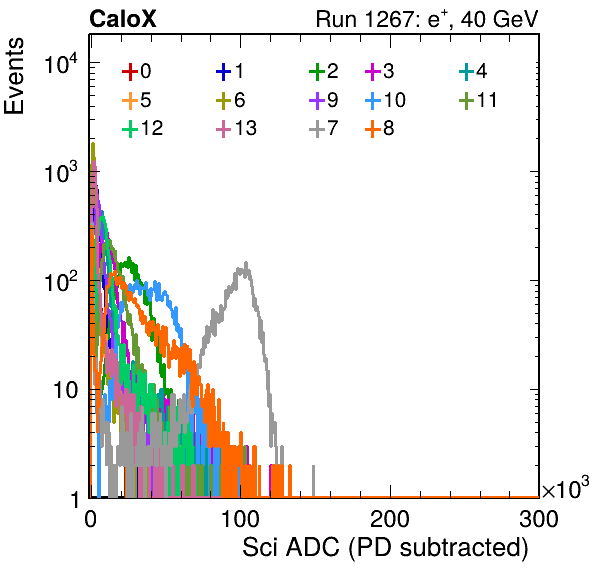 CaloX Run 1267: e⁺, 40 GeV
Events
10⁴
10³
10²
10
1
0 1 2 3 4
5 6 9 10 11
12 13 7 8
0 100 200 300
×10³
Sci ADC (PD subtracted)